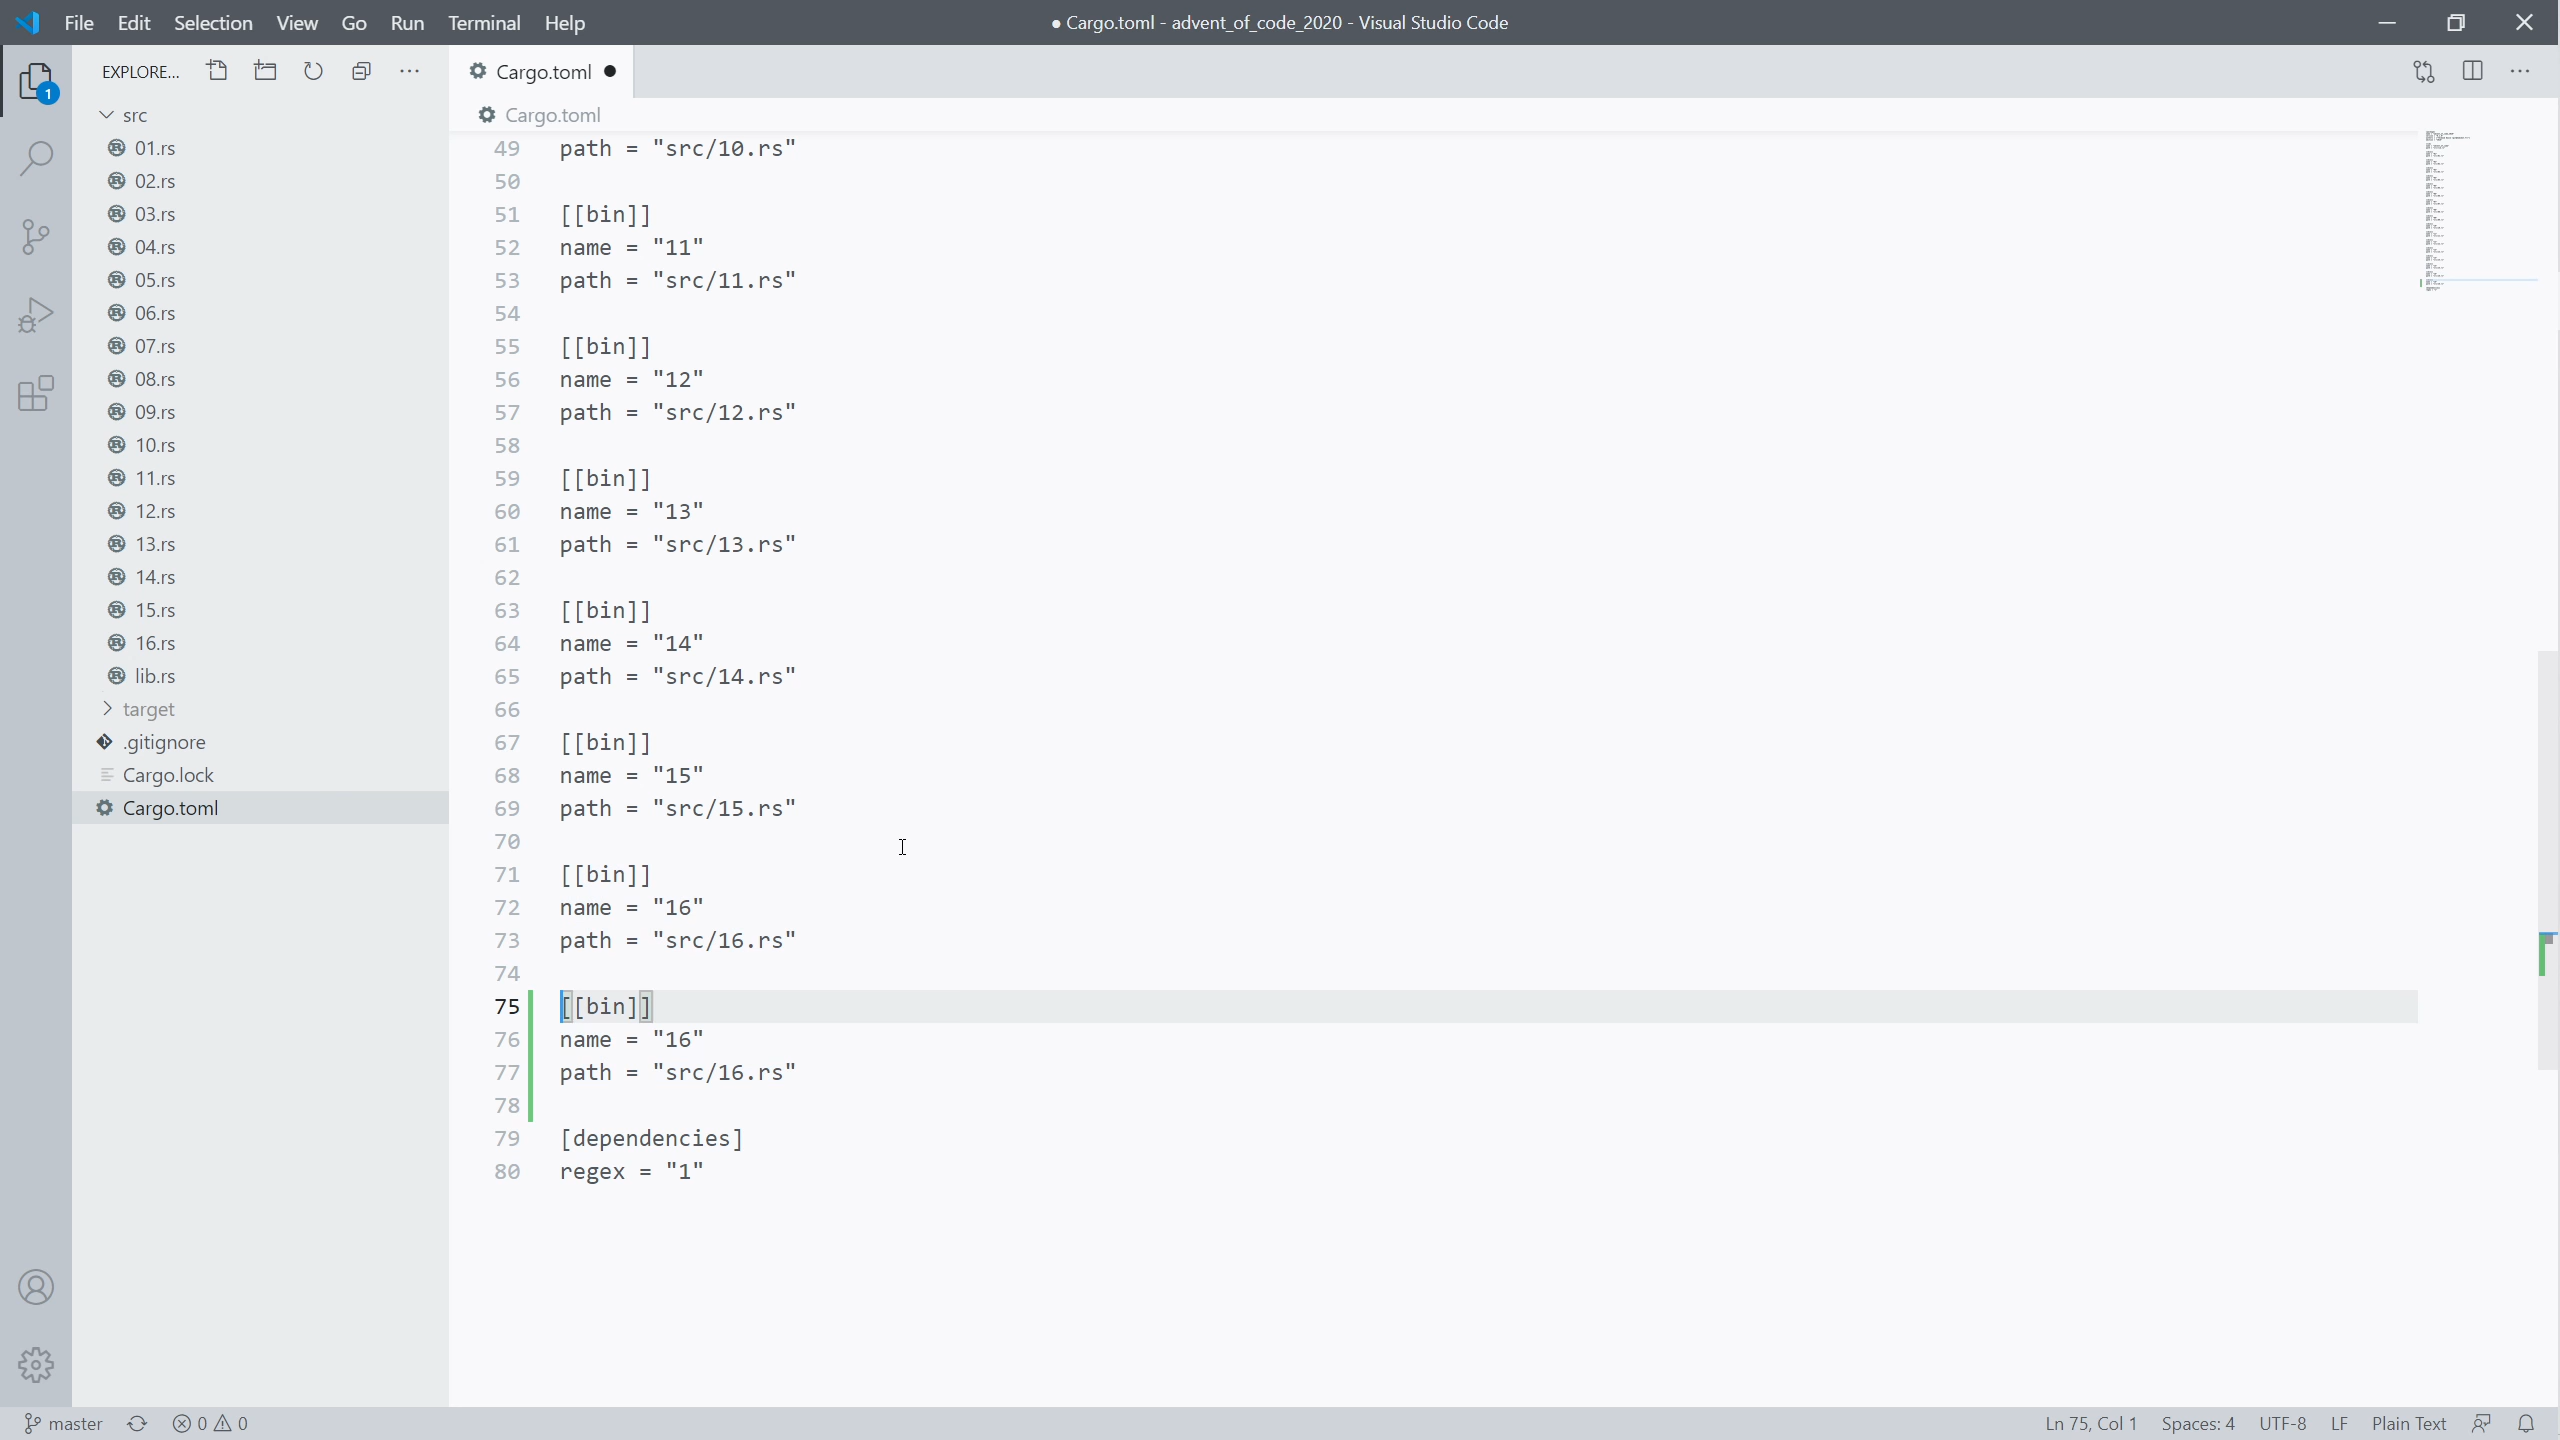 File Edit Selection View Go Run Terminal Help
● Cargo.toml - advent_of_code_2020 - Visual Studio Code
EXPLORE...
1
src
01.rs
02.rs
03.rs
04.rs
05.rs
06.rs
07.rs
08.rs
09.rs
10.rs
11.rs
12.rs
13.rs
14.rs
15.rs
16.rs
lib.rs
target
.gitignore
Cargo.lock
Cargo.toml
Cargo.toml ●
Cargo.toml
49 path = "src/10.rs"
50
51 [[bin]]
52 name = "11"
53 path = "src/11.rs"
54
55 [[bin]]
56 name = "12"
57 path = "src/12.rs"
58
59 [[bin]]
60 name = "13"
61 path = "src/13.rs"
62
63 [[bin]]
64 name = "14"
65 path = "src/14.rs"
66
67 [[bin]]
68 name = "15"
69 path = "src/15.rs"
70
71 [[bin]]
72 name = "16"
73 path = "src/16.rs"
74
75 [[bin]]
76 name = "16"
77 path = "src/16.rs"
78
79 [dependencies]
80 regex = "1"
master 0 0
Ln 75, Col 1 Spaces: 4 UTF-8 LF Plain Text